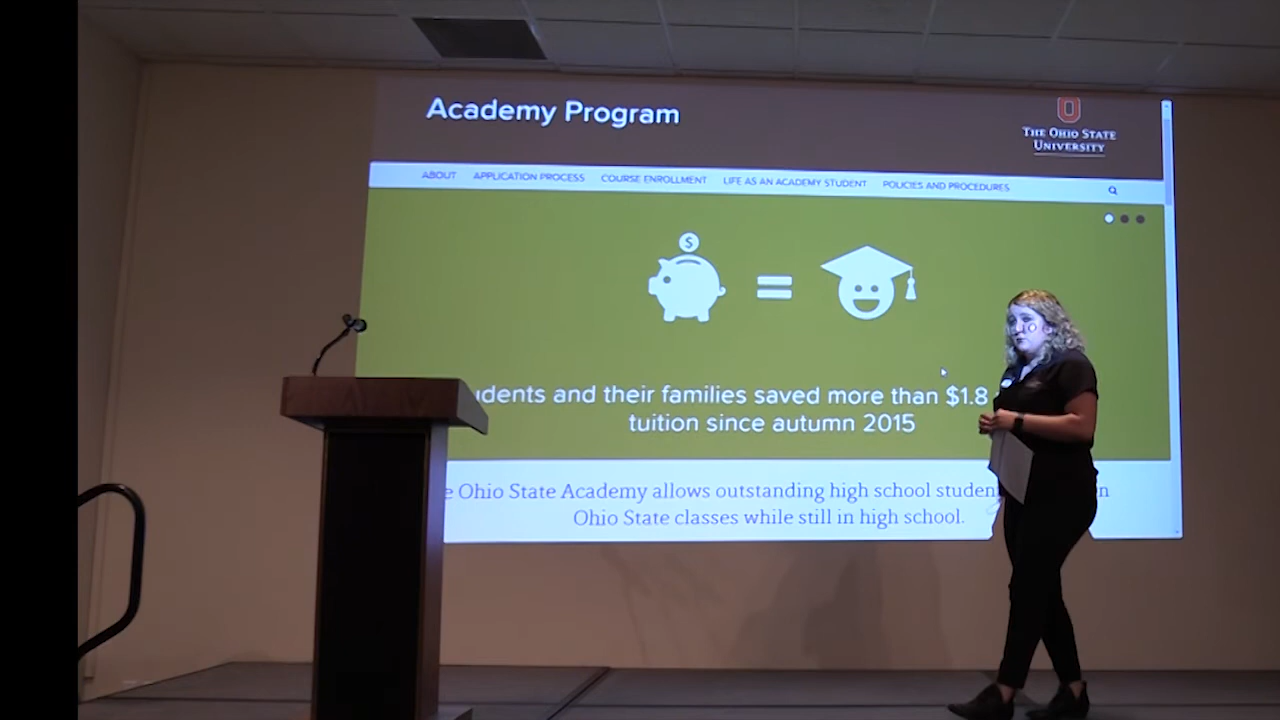 Academy Program
O
THE OHIO STATE
UNIVERSITY
ABOUT APPLICATION PROCESS COURSE ENROLLMENT LIFE AS AN ACADEMY STUDENT POLICIES AND PROCEDURES
$
and their families saved more than $1.8
tuition since autumn 2015
Ohio State Academy allows outstanding high school
Ohio State classes while still in high school.